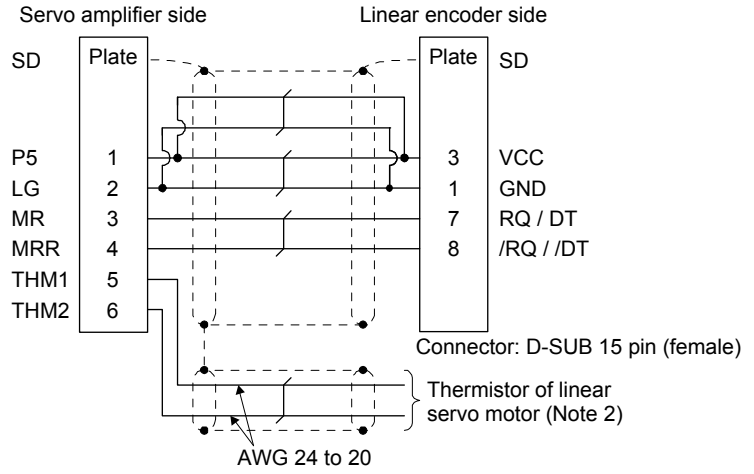 Servo amplifier side Linear encoder side
SD Plate Plate SD
P5 1 3 VCC
LG 2 1 GND
MR 3 7 RQ / DT
MRR 4 8 /RQ / /DT
THM1 5
THM2 6
Connector: D-SUB 15 pin (female)
Thermistor of linear
servo motor (Note 2)
AWG 24 to 20